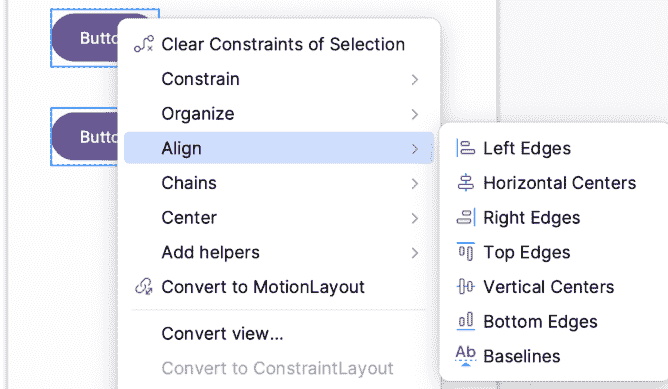 Clear Constraints of Selection
Constrain
Organize
Align
Chains
Center
Add helpers
Convert to MotionLayout
Convert view...
Convert to ConstraintLayout
Left Edges
Horizontal Centers
Right Edges
Top Edges
Vertical Centers
Bottom Edges
Ab Baselines